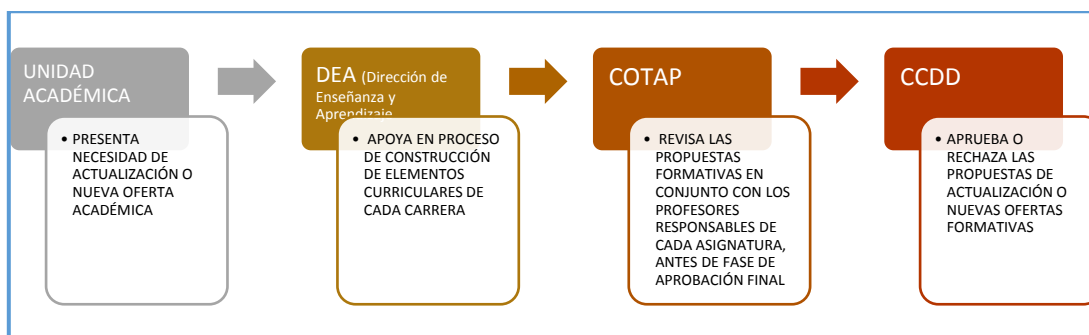 UNIDAD
ACADÉMICA
• PRESENTA
NECESIDAD DE
ACTUALIZACIÓN O
NUEVA OFERTA
ACADÉMICA
DEA (Dirección de
Enseñanza y
Aprendizaje
• APOYA EN PROCESO
DE CONSTRUCCIÓN
DE ELEMENTOS
CURRICULARES DE
CADA CARRERA
COTAP
• REVISA LAS
PROPUESTAS
FORMATIVAS EN
CONJUNTO CON LOS
PROFESORES
RESPONSABLES DE
CADA ASIGNATURA,
ANTES DE FASE DE
APROBACIÓN FINAL
CCDD
• APRUEBA O
RECHAZA LAS
PROPUESTAS DE
ACTUALIZACIÓN O
NUEVAS OFERTAS
FORMATIVAS